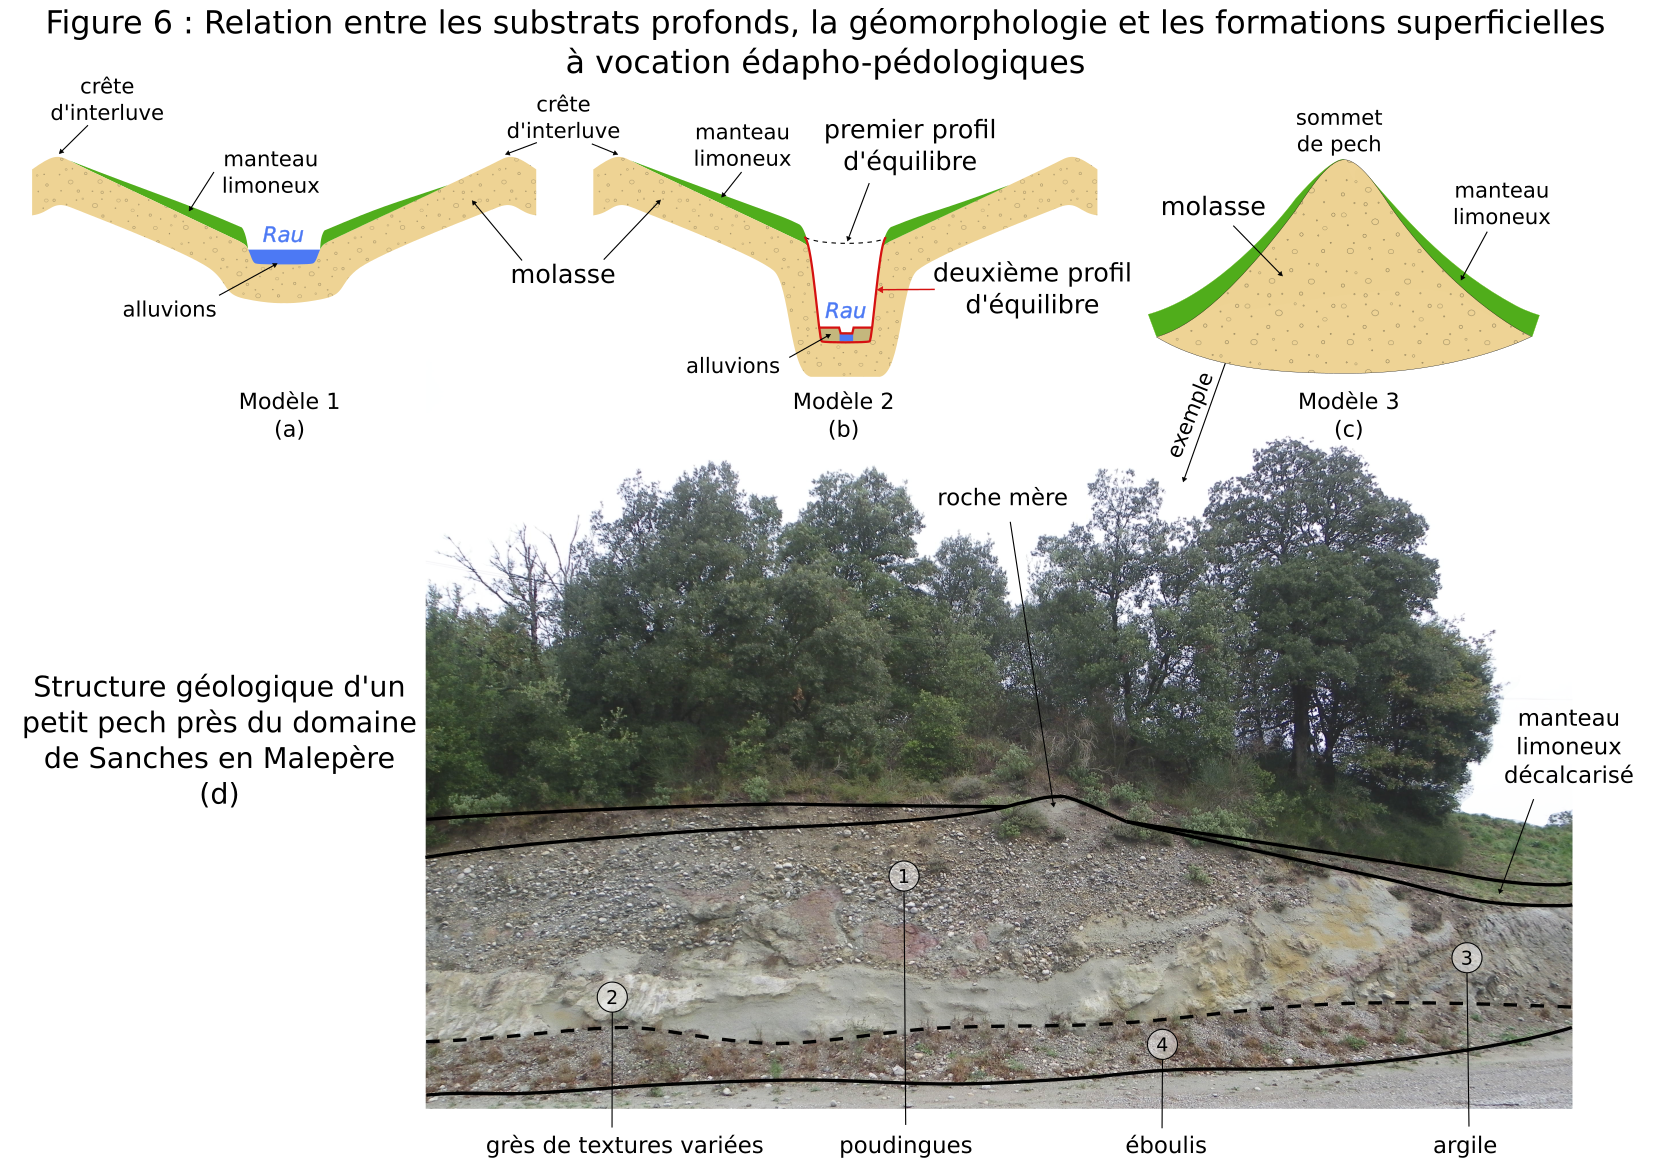 Figure 6 : Relation entre les substrats profonds, la géomorphologie et les formations superficielles
à vocation édapho-pédologiques
crête
d'interluve
manteau
limoneux
Rau
alluvions
molasse
Modèle 1
(a)
crête
d'interluve
manteau
limoneux
premier profil
d'équilibre
deuxième profil
d'équilibre
Rau
alluvions
Modèle 2
(b)
sommet
de pech
molasse
manteau
limoneux
Modèle 3
(c)
exemple
roche mère
Structure géologique d'un
petit pech près du domaine
de Sanches en Malepère
(d)
manteau
limoneux
décalcarisé
1
2
3
4
grès de textures variées
poudingues
éboulis
argile